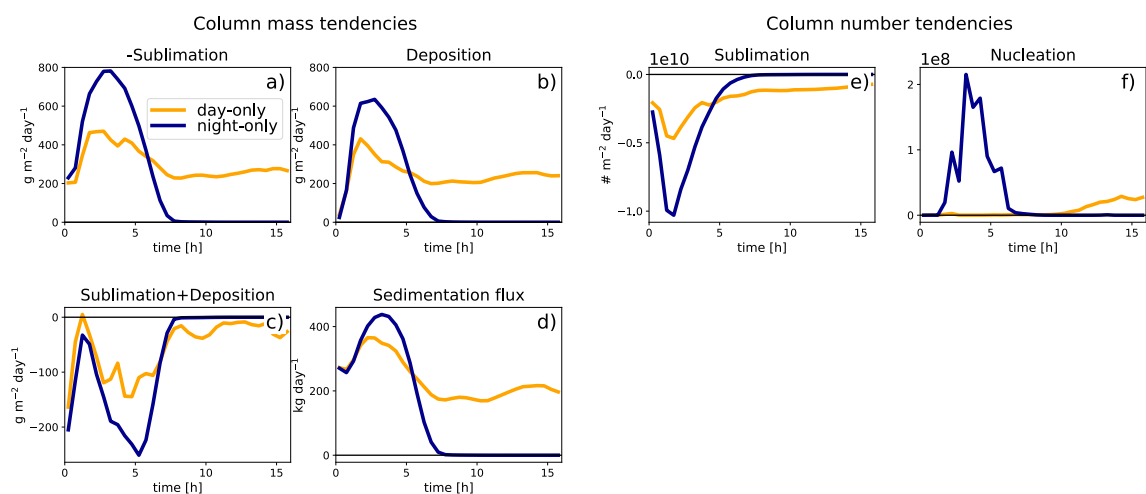 Column mass tendencies
Column number tendencies
-Sublimation
Deposition
Sublimation
Nucleation
1e10
1e8
a)
b)
e)
f)
day-only
night-only
800
600
400
200
0
g m⁻² day⁻¹
0 5 10 15
time [h]
800
600
400
200
0
g m⁻² day⁻¹
0 5 10 15
time [h]
0.0
−0.5
−1.0
# m⁻² day⁻¹
0 5 10 15
time [h]
2
1
0
0 5 10 15
time [h]
Sublimation+Deposition
Sedimentation flux
c)
d)
0
−100
−200
g m⁻² day⁻¹
0 5 10 15
time [h]
400
200
0
kg day⁻¹
0 5 10 15
time [h]